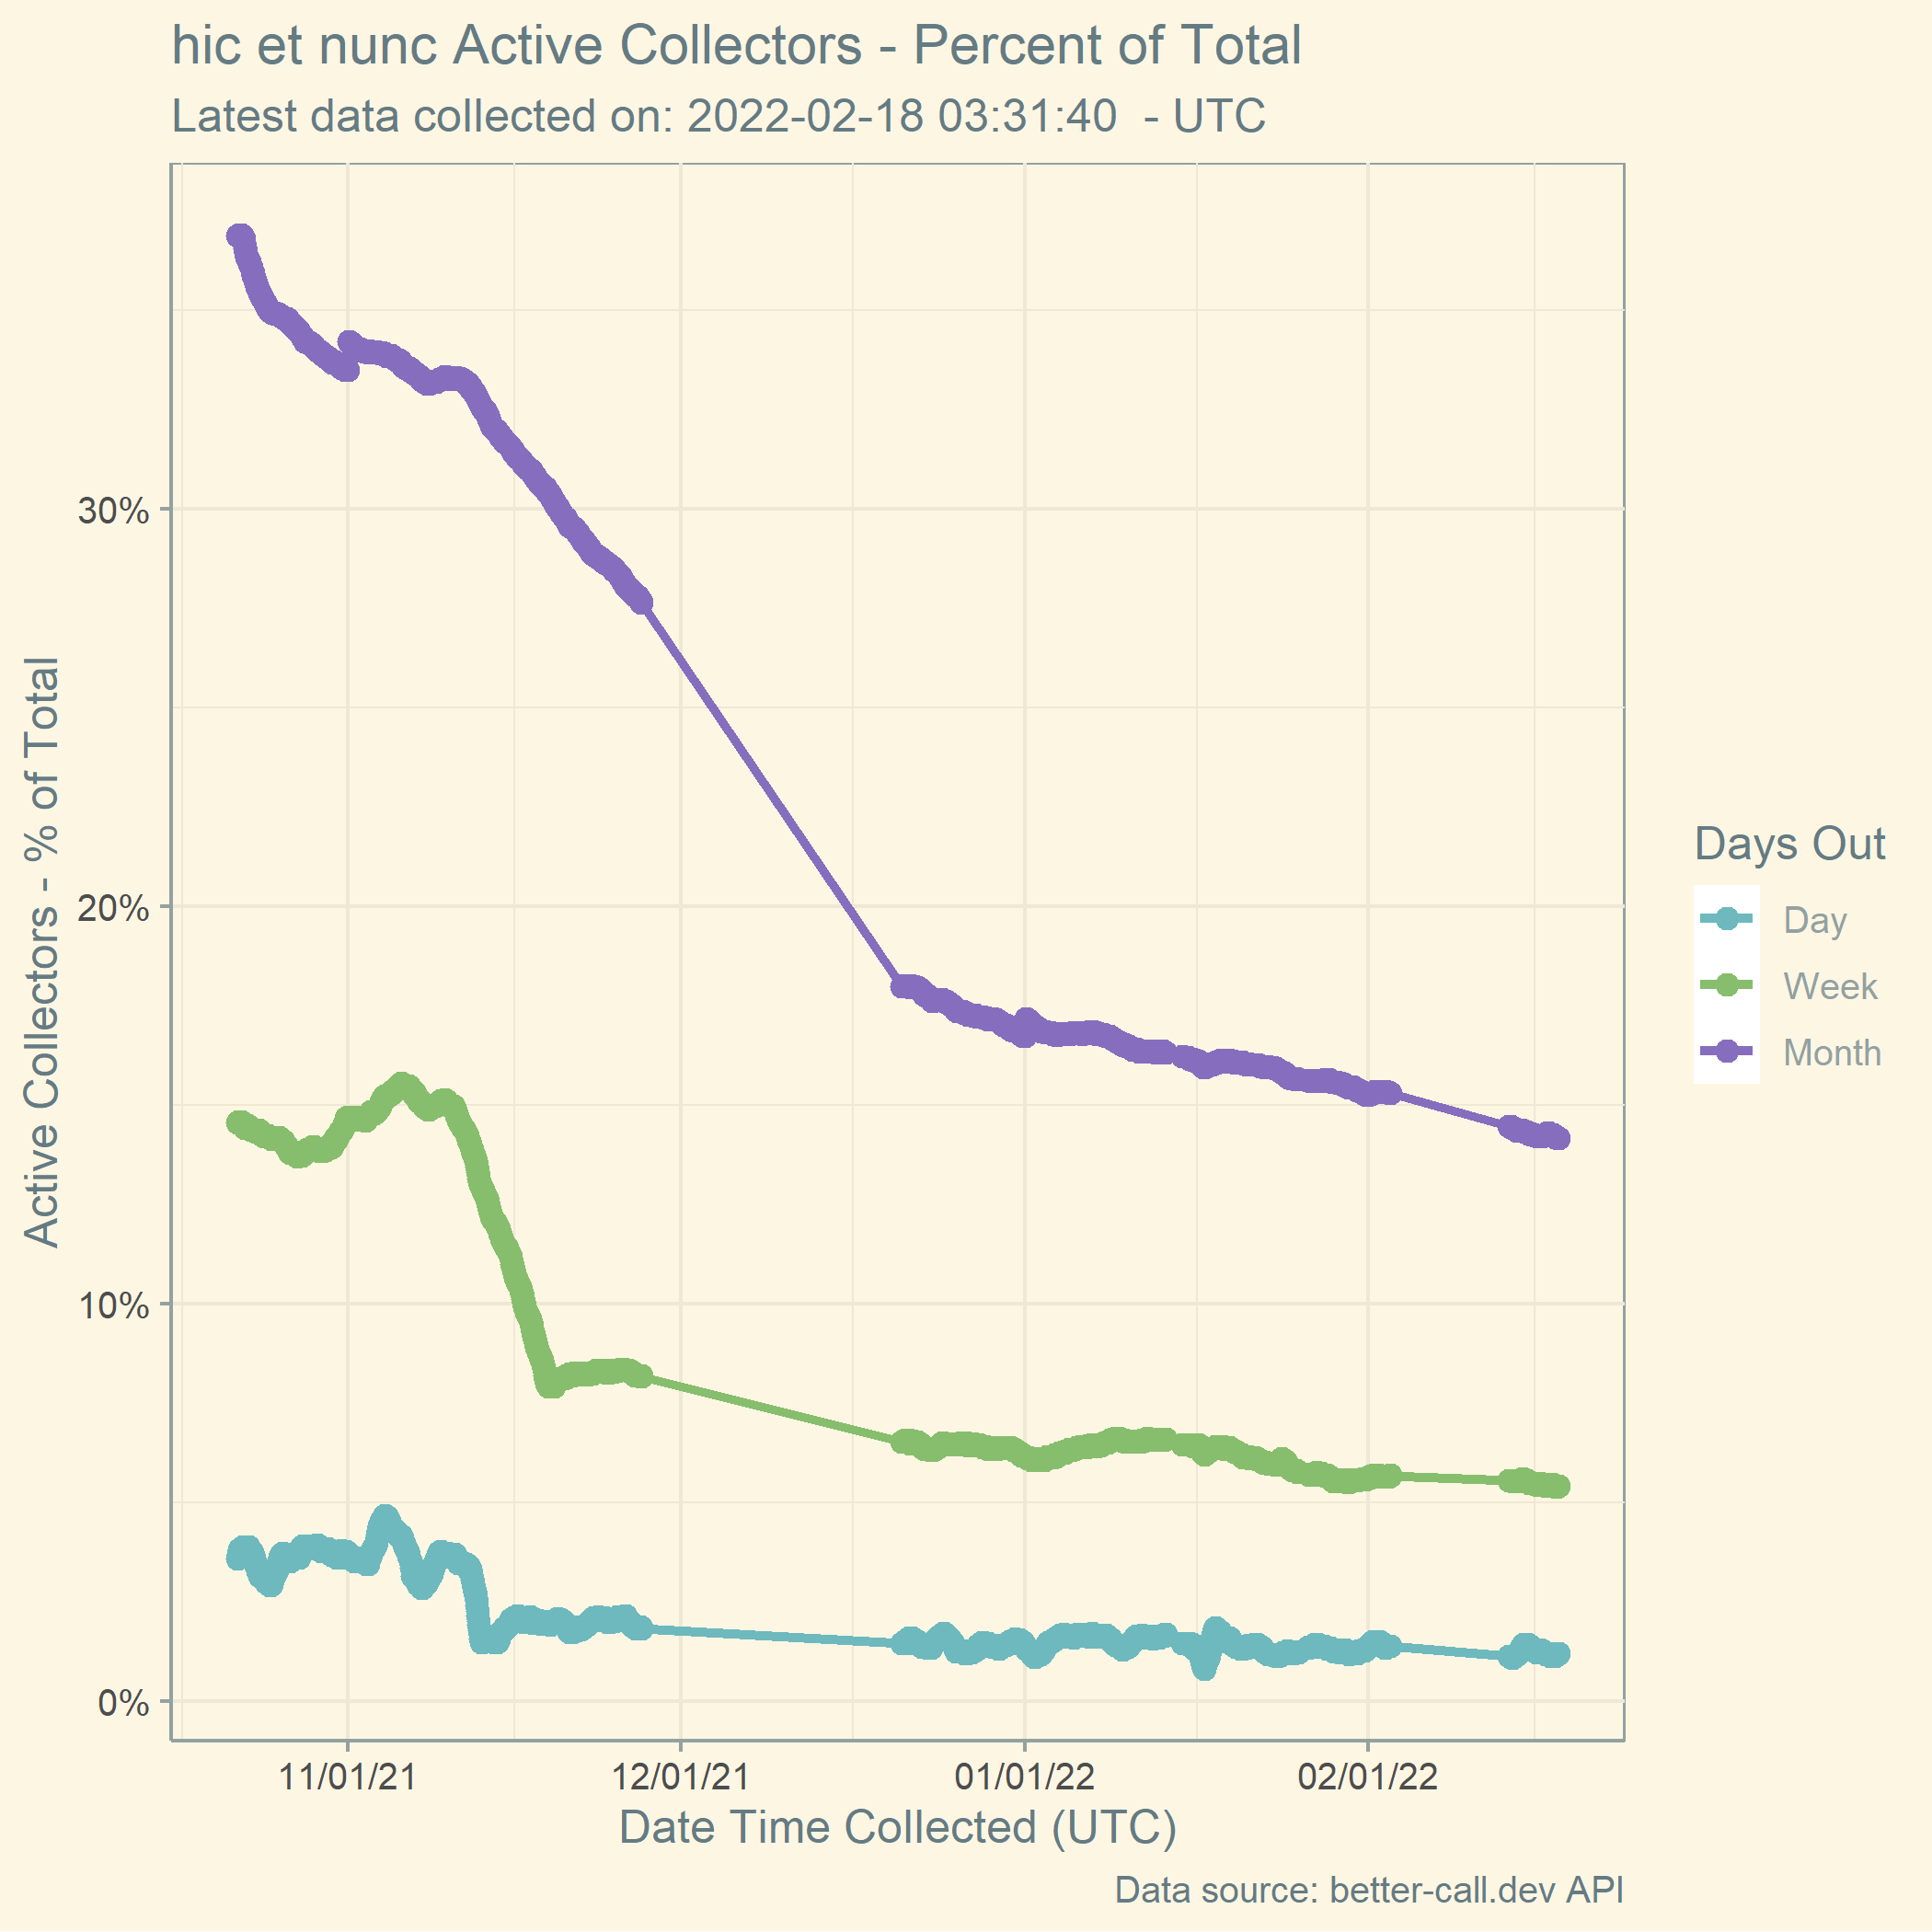 hic et nunc Active Collectors - Percent of Total
Latest data collected on: 2022-02-18 03:31:40  - UTC
Active Collectors - % of Total
30%
20%
10%
0%
11/01/21
12/01/21
01/01/22
02/01/22
Date Time Collected (UTC)
Days Out
Day
Week
Month
Data source: better-call.dev API